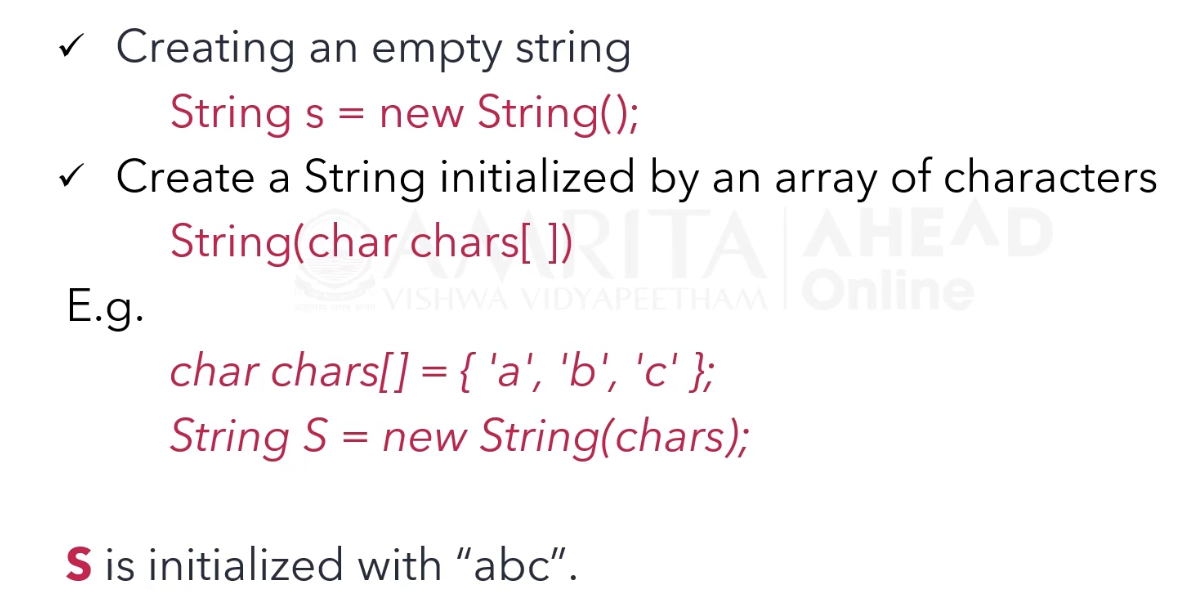 ✓ Creating an empty string
String s = new String();
✓ Create a String initialized by an array of characters
String(char chars[ ])
AMRITA AHEAD
VISHWA VIDYAPEETHAM Online
E.g.
char chars[] = { 'a', 'b', 'c' };
String S = new String(chars);
S is initialized with “abc”.